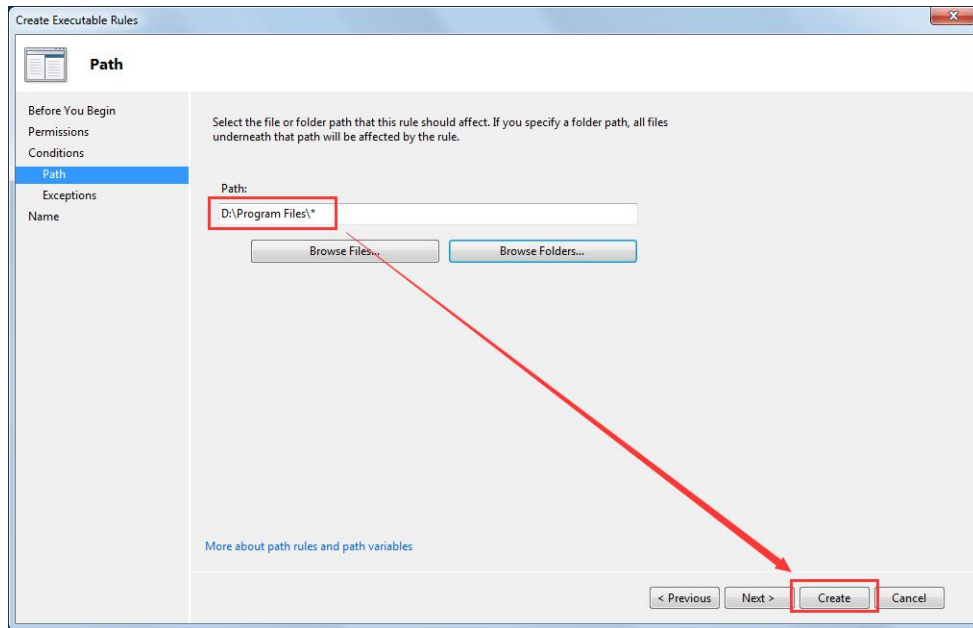 Create Executable Rules
Path
Before You Begin
Permissions
Conditions
Path
Exceptions
Name
Select the file or folder path that this rule should affect. If you specify a folder path, all files
underneath that path will be affected by the rule.
Path:
D:\Program Files\*
Browse Files...
Browse Folders...
More about path rules and path variables
< Previous
Next >
Create
Cancel